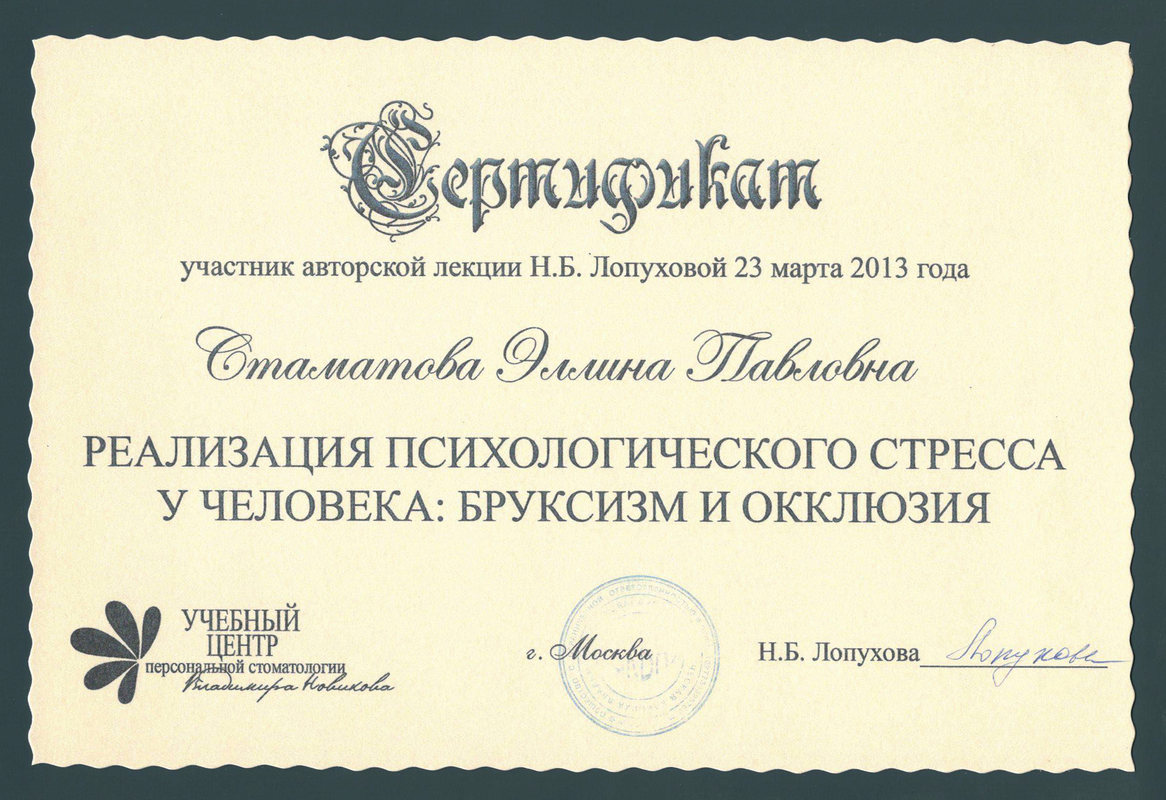 Сертификат
участник авторской лекции Н.Б. Лопуховой 23 марта 2013 года
Стаматова Эллина Павловна
РЕАЛИЗАЦИЯ ПСИХОЛОГИЧЕСКОГО СТРЕССА
У ЧЕЛОВЕКА: БРУКСИЗМ И ОККЛЮЗИЯ
УЧЕБНЫЙ
ЦЕНТР
персональной стоматологии
Владимира Новикова
г. Москва
Н.Б. Лопухова
Лопухова